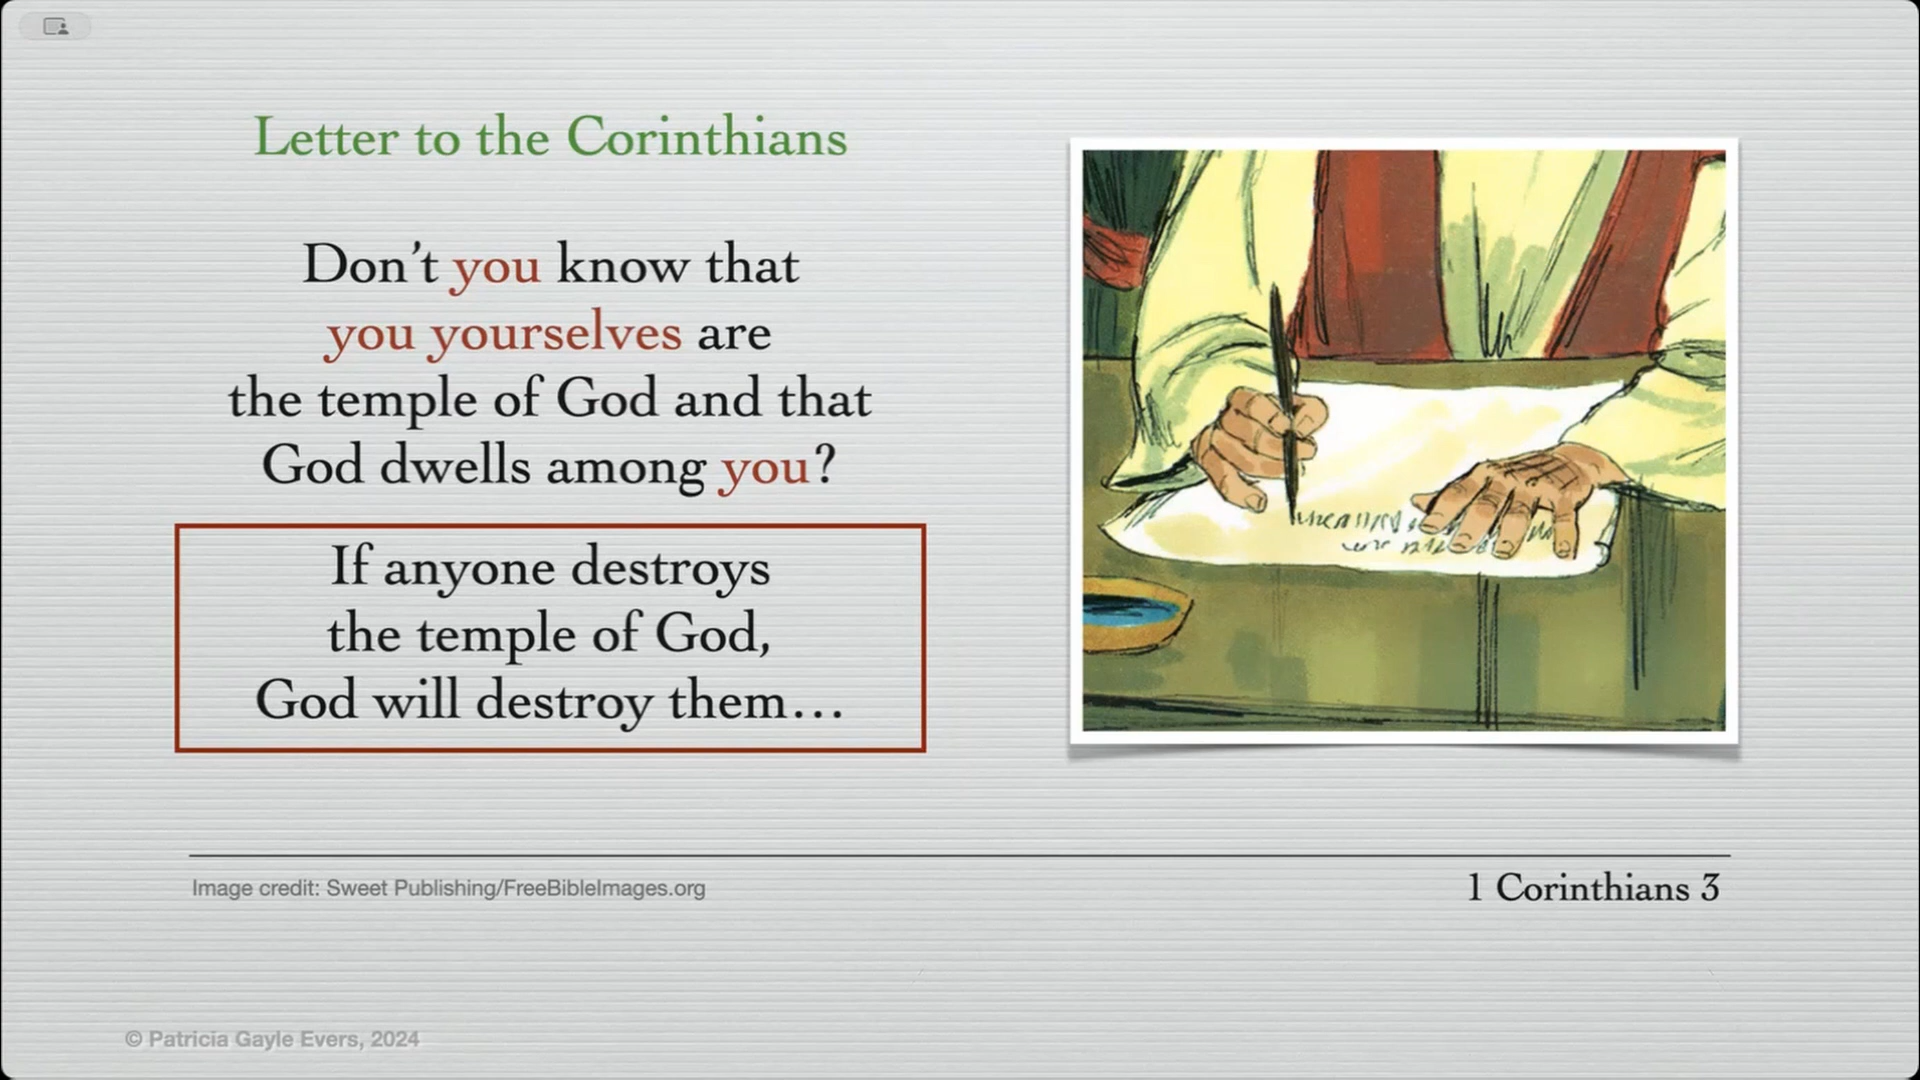 Letter to the Corinthians
Don’t you know that
you yourselves are
the temple of God and that
God dwells among you?
If anyone destroys
the temple of God,
God will destroy them…
Image credit: Sweet Publishing/FreeBibleImages.org
1 Corinthians 3
© Patricia Gayle Evers, 2024